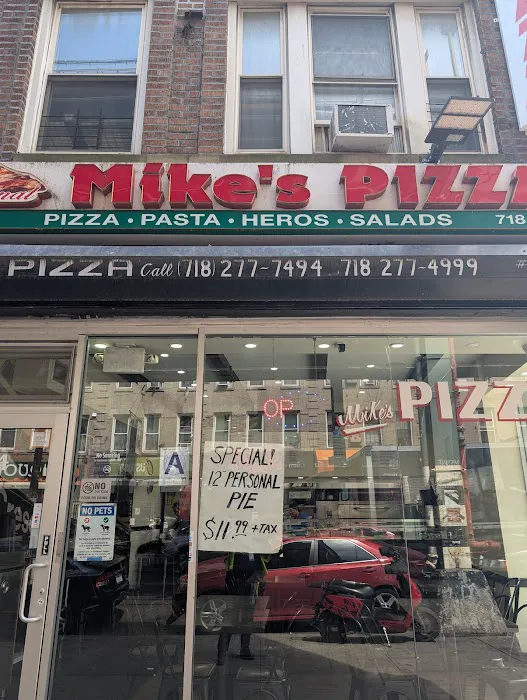 Mike's PIZZ
PIZZA • PASTA • HEROS • SALADS 718
PIZZA Call (718) 277-7494 718 277-4999 #
OP
Mike's PIZZ
A
SPECIAL!
12 PERSONAL
PIE
$11.99 + TAX
NO
NO PETS